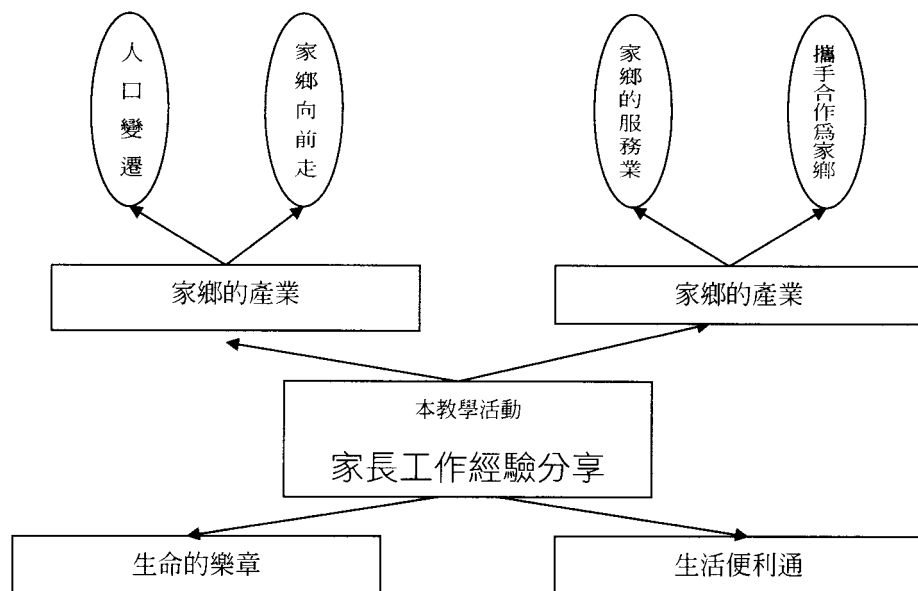 人口變遷
家鄉向前走
家鄉的服務業
攜手合作為家鄉
家鄉的產業
家鄉的產業
本教學活動
家長工作經驗分享
生命的樂章
生活便利通